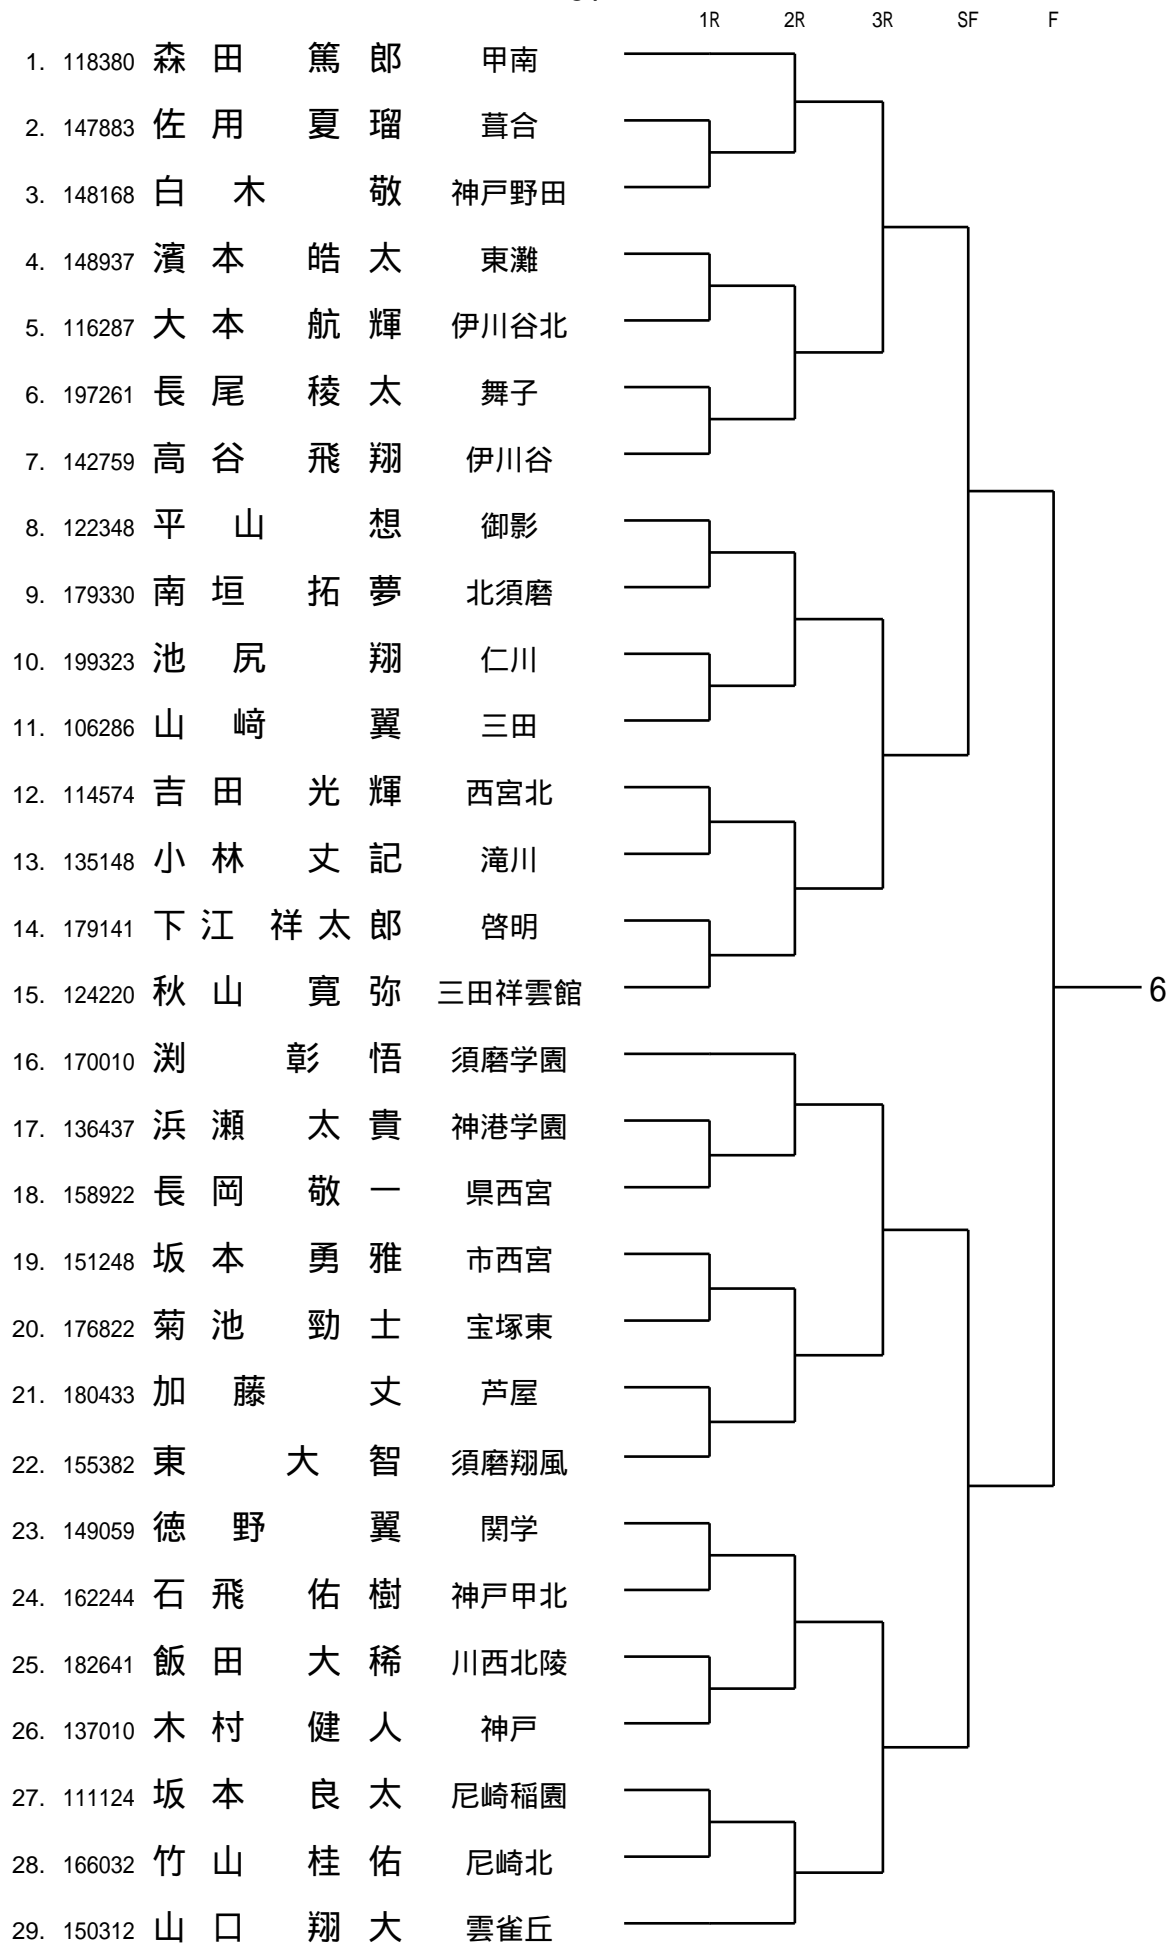 1R 2R 3R SF F
1. 118380 森田 篤郎 甲南
2. 147883 佐用 夏瑠 葺合
3. 148168 白木 敬 神戸野田
4. 148937 濱本 皓太 東灘
5. 116287 大本 航輝 伊川谷北
6. 197261 長尾 稜太 舞子
7. 142759 高谷 飛翔 伊川谷
8. 122348 平山 想 御影
9. 179330 南垣 拓夢 北須磨
10. 199323 池尻 翔 仁川
11. 106286 山﨑 翼 三田
12. 114574 吉田 光輝 西宮北
13. 135148 小林 丈記 滝川
14. 179141 下江 祥太郎 啓明
15. 124220 秋山 寛弥 三田祥雲館
6
16. 170010 渕 彰悟 須磨学園
17. 136437 浜瀬 太貴 神港学園
18. 158922 長岡 敬一 県西宮
19. 151248 坂本 勇雅 市西宮
20. 176822 菊池 勁士 宝塚東
21. 180433 加藤 丈 芦屋
22. 155382 東 大智 須磨翔風
23. 149059 徳野 翼 関学
24. 162244 石飛 佑樹 神戸甲北
25. 182641 飯田 大稀 川西北陵
26. 137010 木村 健人 神戸
27. 111124 坂本 良太 尼崎稲園
28. 166032 竹山 桂佑 尼崎北
29. 150312 山口 翔大 雲雀丘